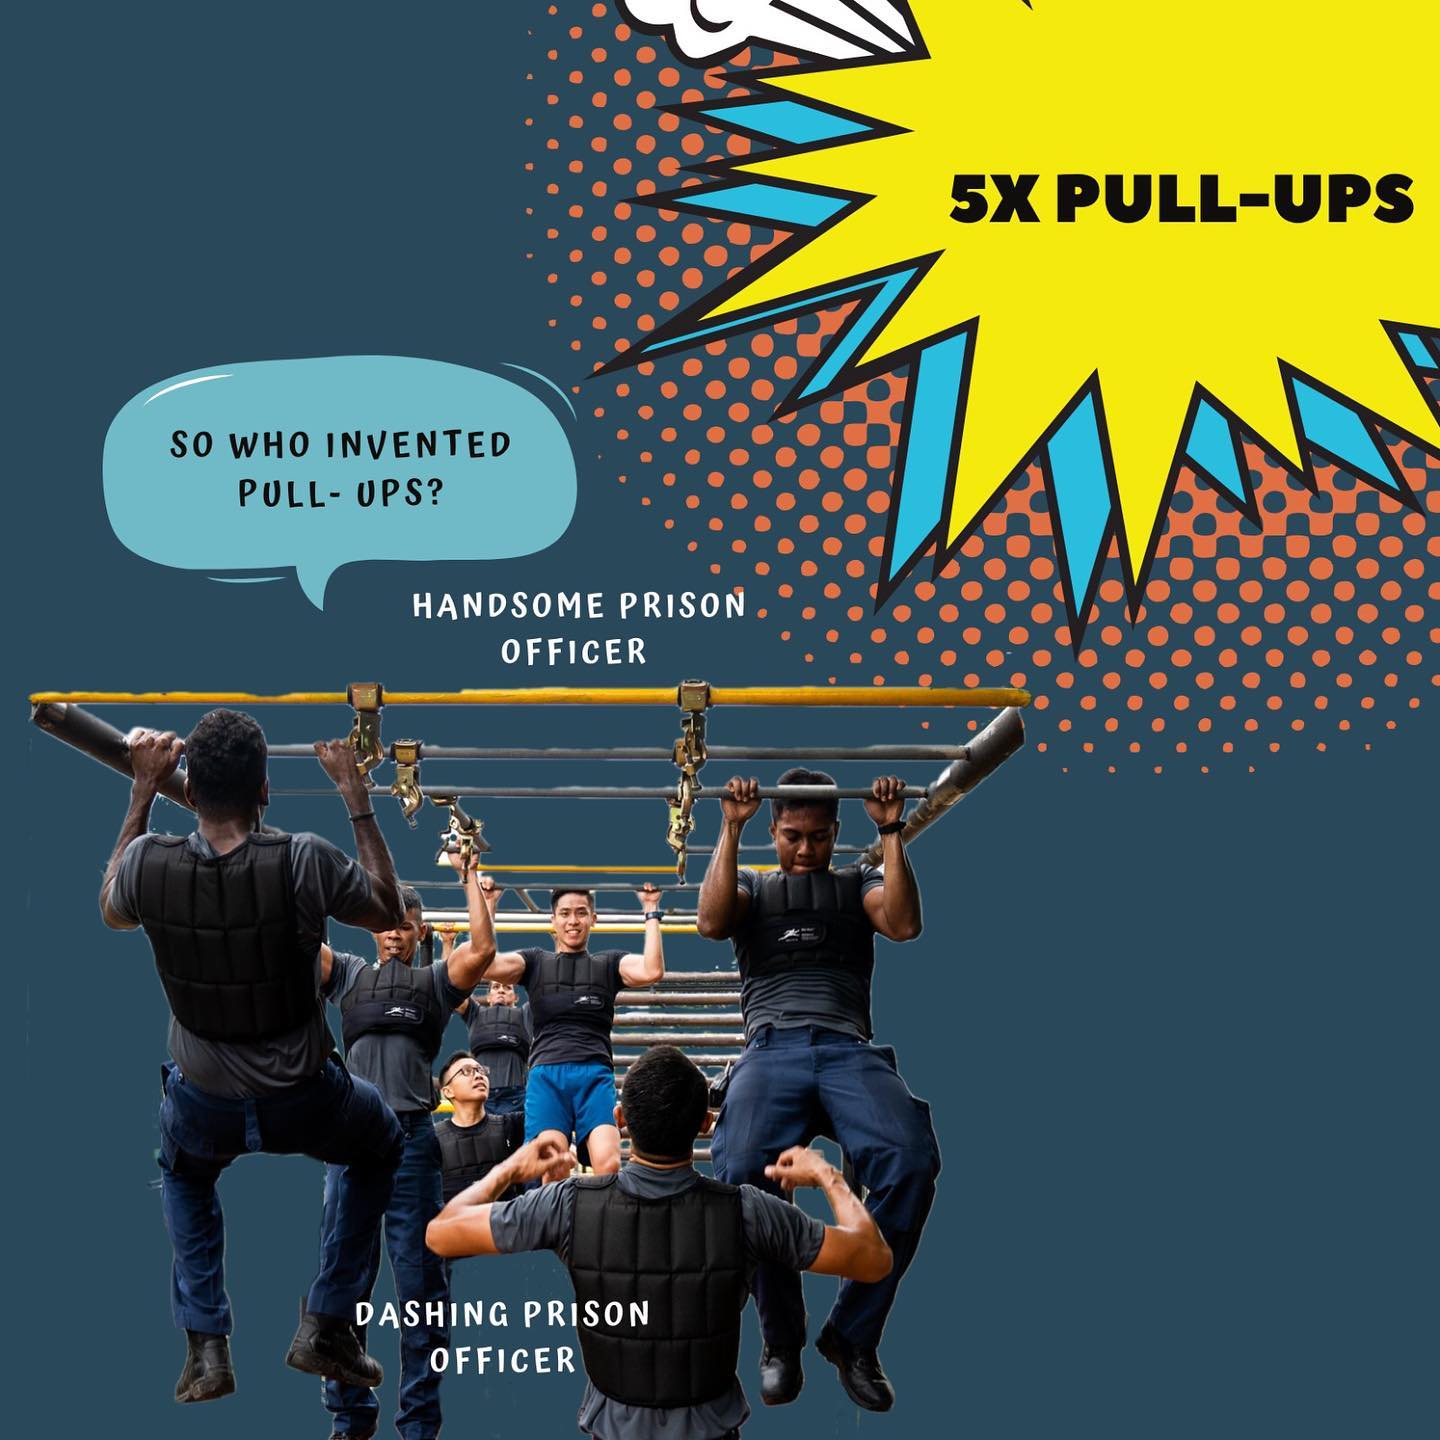 5X PULL-UPS
SO WHO INVENTED
PULL- UPS?
HANDSOME PRISON
OFFICER
DASHING PRISON
OFFICER